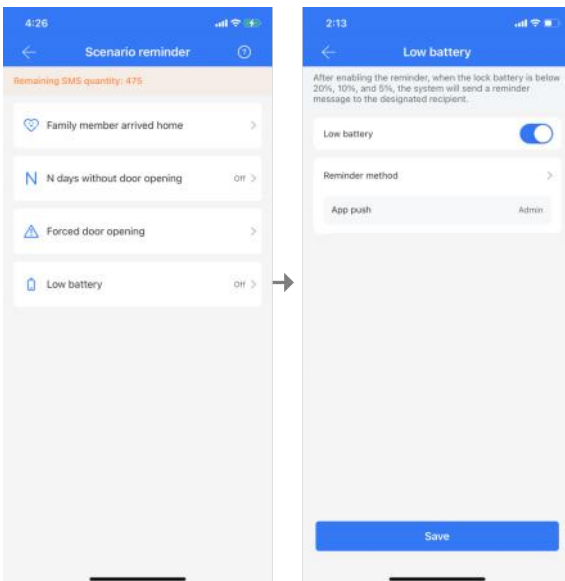 4:26
Scenario reminder
Remaining SMS quantity: 475
Family member arrived home
N N days without door opening Off
Forced door opening
Low battery Off
2:13
Low battery
After enabling the reminder, when the lock battery is below
20%, 10%, and 5%, the system will send a reminder
message to the designated recipient.
Low battery
Reminder method
App push Admin
Save